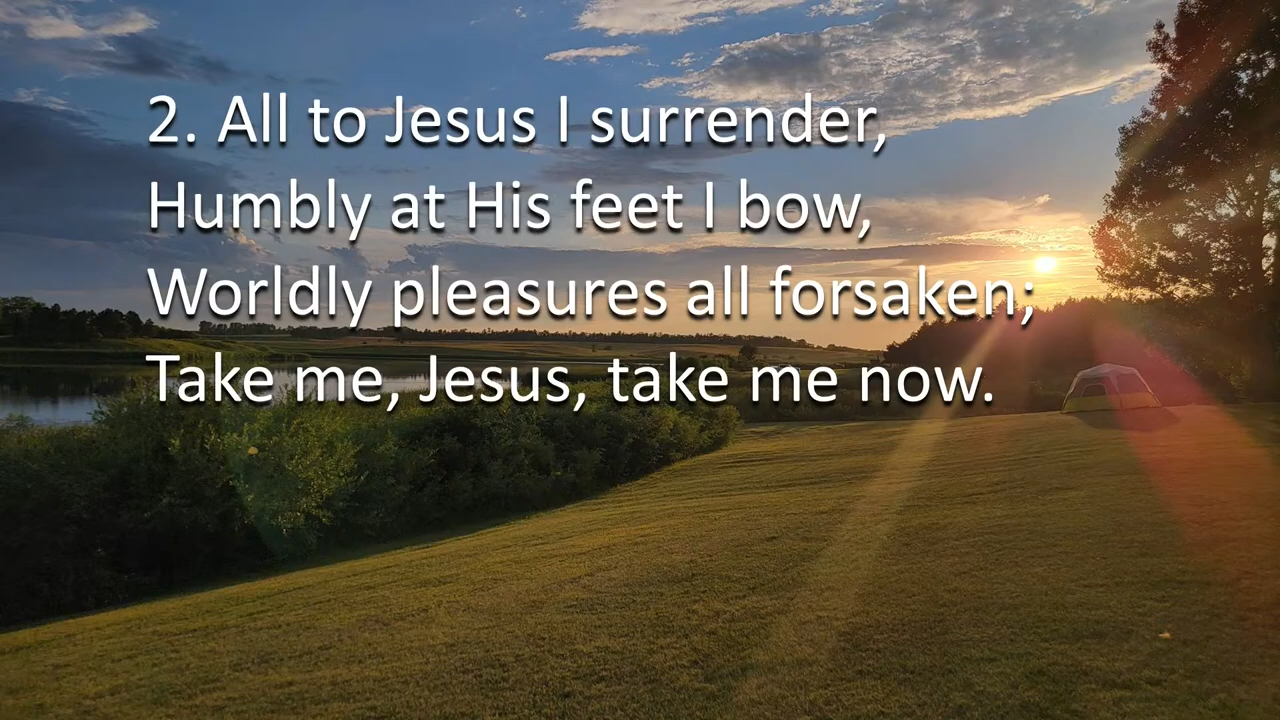 2. All to Jesus I surrender,
Humbly at His feet I bow,
Worldly pleasures all forsaken;
Take me, Jesus, take me now.